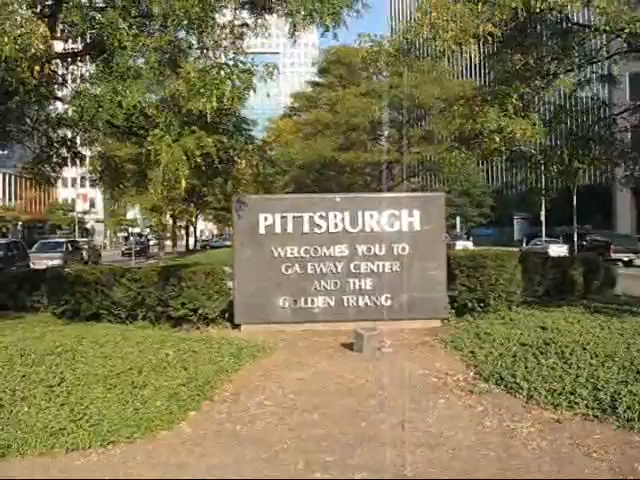 PITTSBURGH
WELCOMES YOU TO
GA EWAY CENTER
AND THE
GOLDEN TRIANG